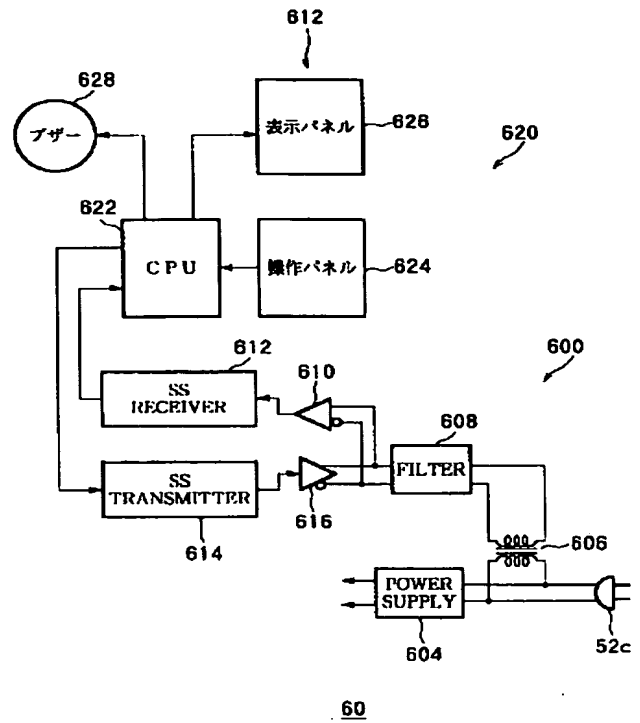 612
628
ブザー
表示パネル
628
620
622
CPU
操作パネル
624
612
SS
RECEIVER
610
600
608
FILTER
SS
TRANSMITTER
616
614
606
POWER
SUPPLY
604
52c
60